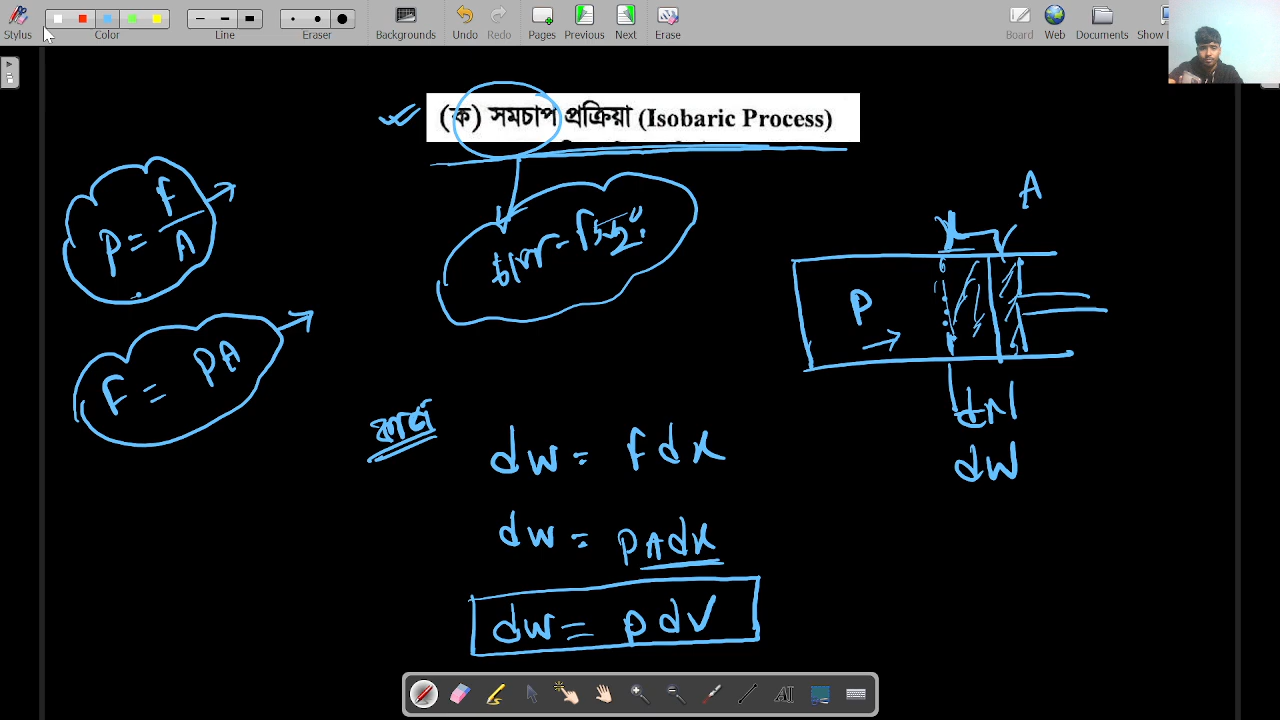 Stylus
Color
Line
Eraser
Backgrounds
Undo
Redo
Pages
Previous
Next
Erase
Board
Web
Documents
(ক) সমচাপ প্রক্রিয়া (Isobaric Process)
P = F/A
চাপ = স্থির
A
P
F = PA
dx
dW
কাজ
dW = Fdx
dW = PAdx
dW = PdV